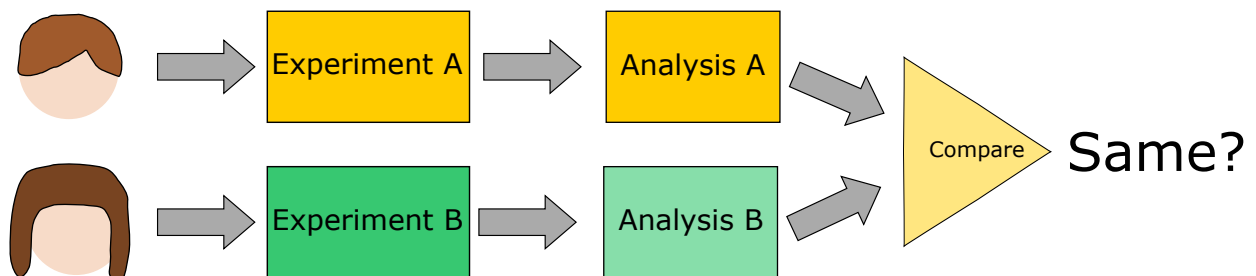 Experiment A
Analysis A
Experiment B
Analysis B
Compare
Same?